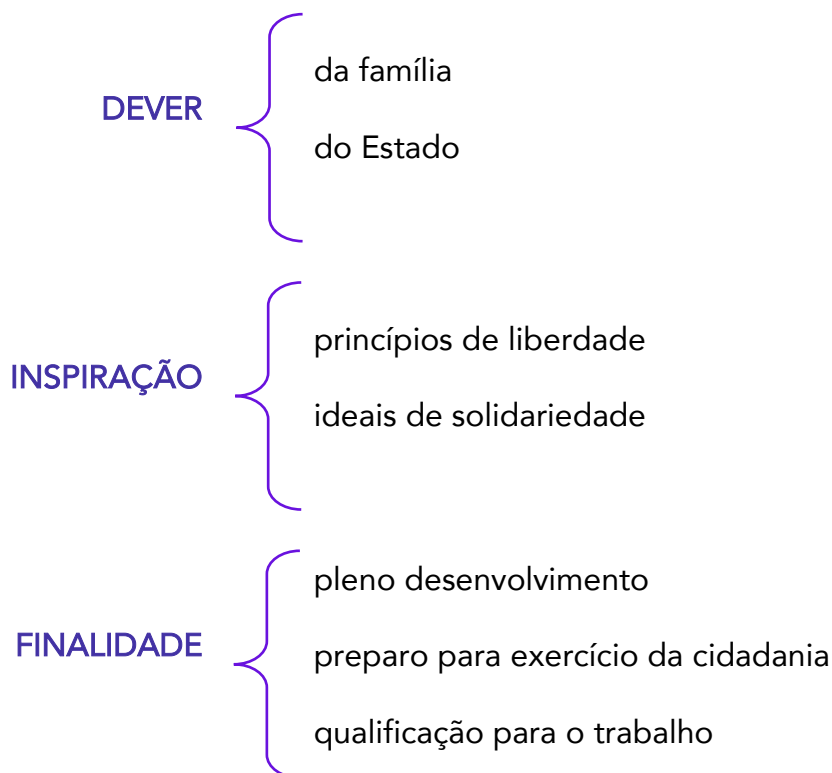 da família
DEVER
do Estado
princípios de liberdade
INSPIRAÇÃO
ideais de solidariedade
pleno desenvolvimento
FINALIDADE
preparo para exercício da cidadania
qualificação para o trabalho